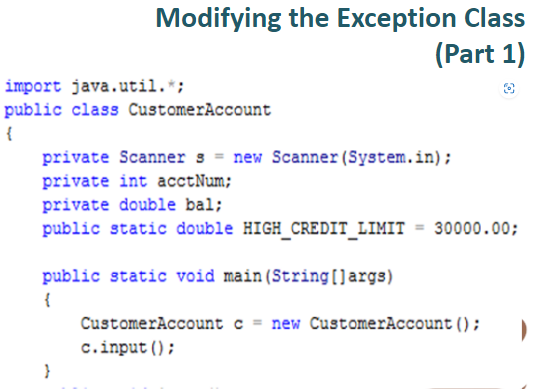 Modifying the Exception Class
(Part 1)
import java.util.*;
public class CustomerAccount
{
private Scanner s = new Scanner(System.in);
private int acctNum;
private double bal;
public static double HIGH_CREDIT_LIMIT = 30000.00;
public static void main(String[]args)
{
CustomerAccount c = new CustomerAccount();
c.input();
}